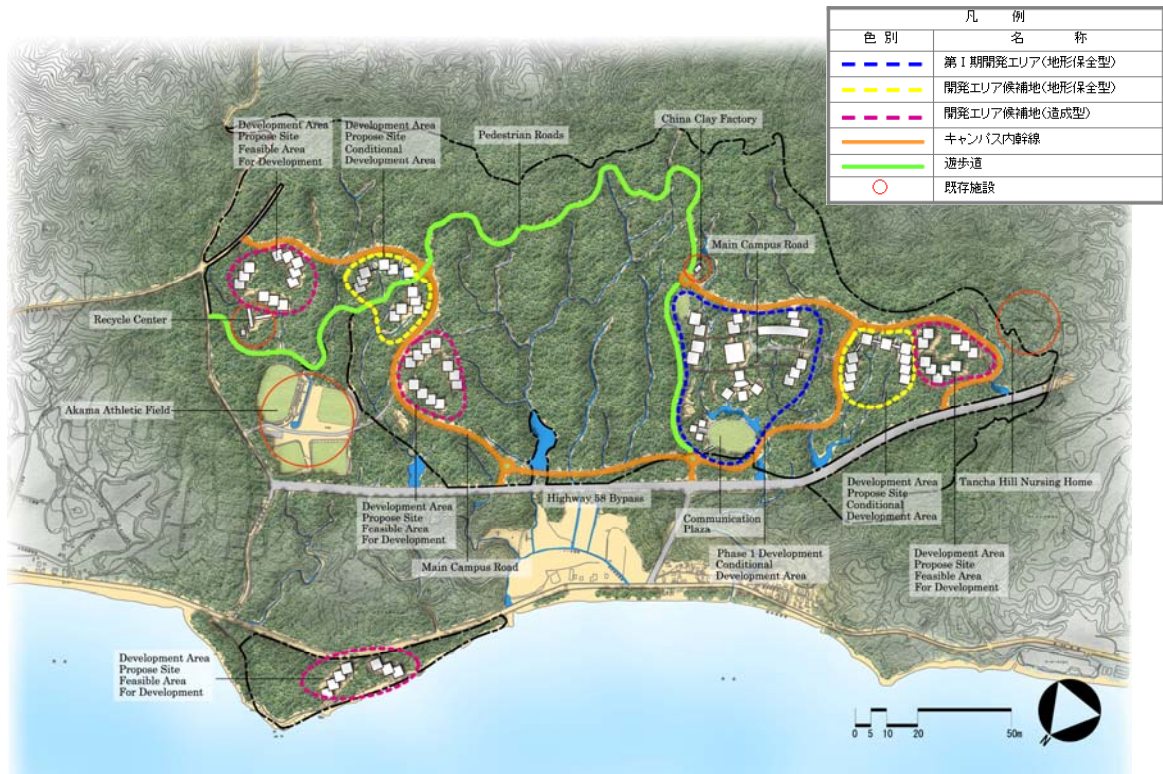 凡 例
色 別 名 称
第Ⅰ期開発エリア(地形保全型)
開発エリア候補地(地形保全型)
開発エリア候補地(造成型)
キャンパス内幹線
遊歩道
既存施設
Development Area
Propose Site
Feasible Area
For Development
Development Area
Propose Site
Conditional
Development Area
Pedestrian Roads
China Clay Factory
Main Campus Road
Recycle Center
Akama Athletic Field
Development Area
Propose Site
Feasible Area
For Development
Main Campus Road
Highway 58 Bypass
Communication
Plaza
Phase 1 Development
Conditional
Development Area
Development Area
Propose Site
Conditional
Development Area
Tancha Hill Nursing Home
Development Area
Propose Site
Feasible Area
For Development
Development Area
Propose Site
Feasible Area
For Development
0 5 10 20 50m
N